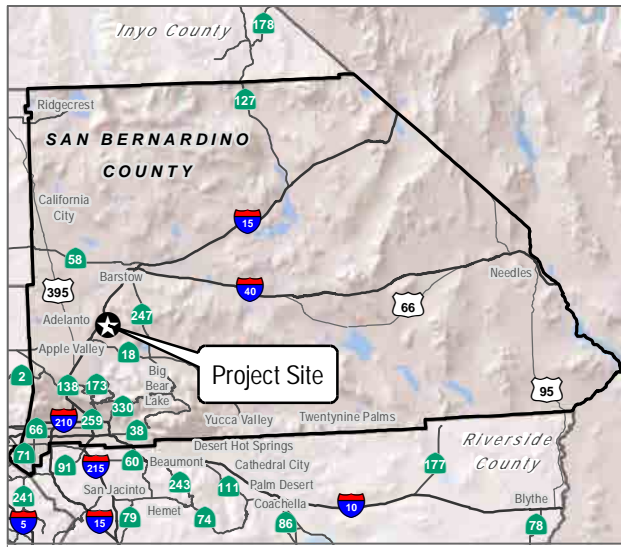 Inyo County
178
127
Ridgecrest
SAN BERNARDINO
COUNTY
California
City
15
58
Barstow
Needles
40
395
66
247
Adelanto
Apple Valley
18
Project Site
2
Big
Bear
Lake
138
173
95
330
210
259
66
38
Yucca Valley
Twentynine Palms
Riverside
County
71
Desert Hot Springs
91
215
60
Beaumont
Cathedral City
177
San Jacinto
243
111
Palm Desert
241
Coachella
10
Blythe
5
15
79
Hemet
74
86
78